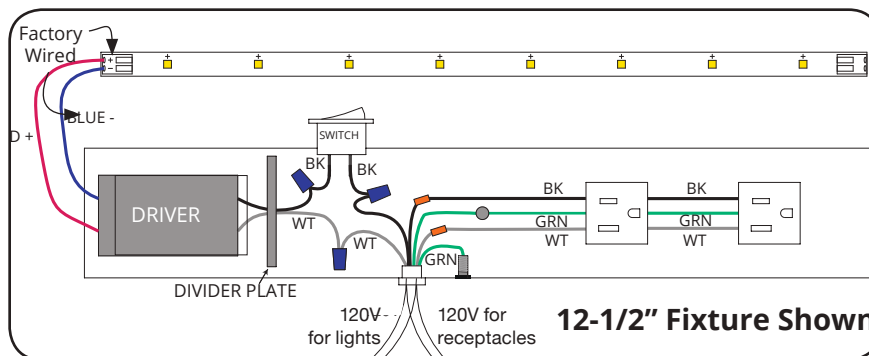 Factory
Wired
+
−
+ + + + + + + +
BLUE -
D +
SWITCH
BK
BK
DRIVER
WT
WT
GRN
BK
BK
GRN
GRN
WT
WT
DIVIDER PLATE
120V
for lights
120V for
receptacles
12-1/2” Fixture Shown